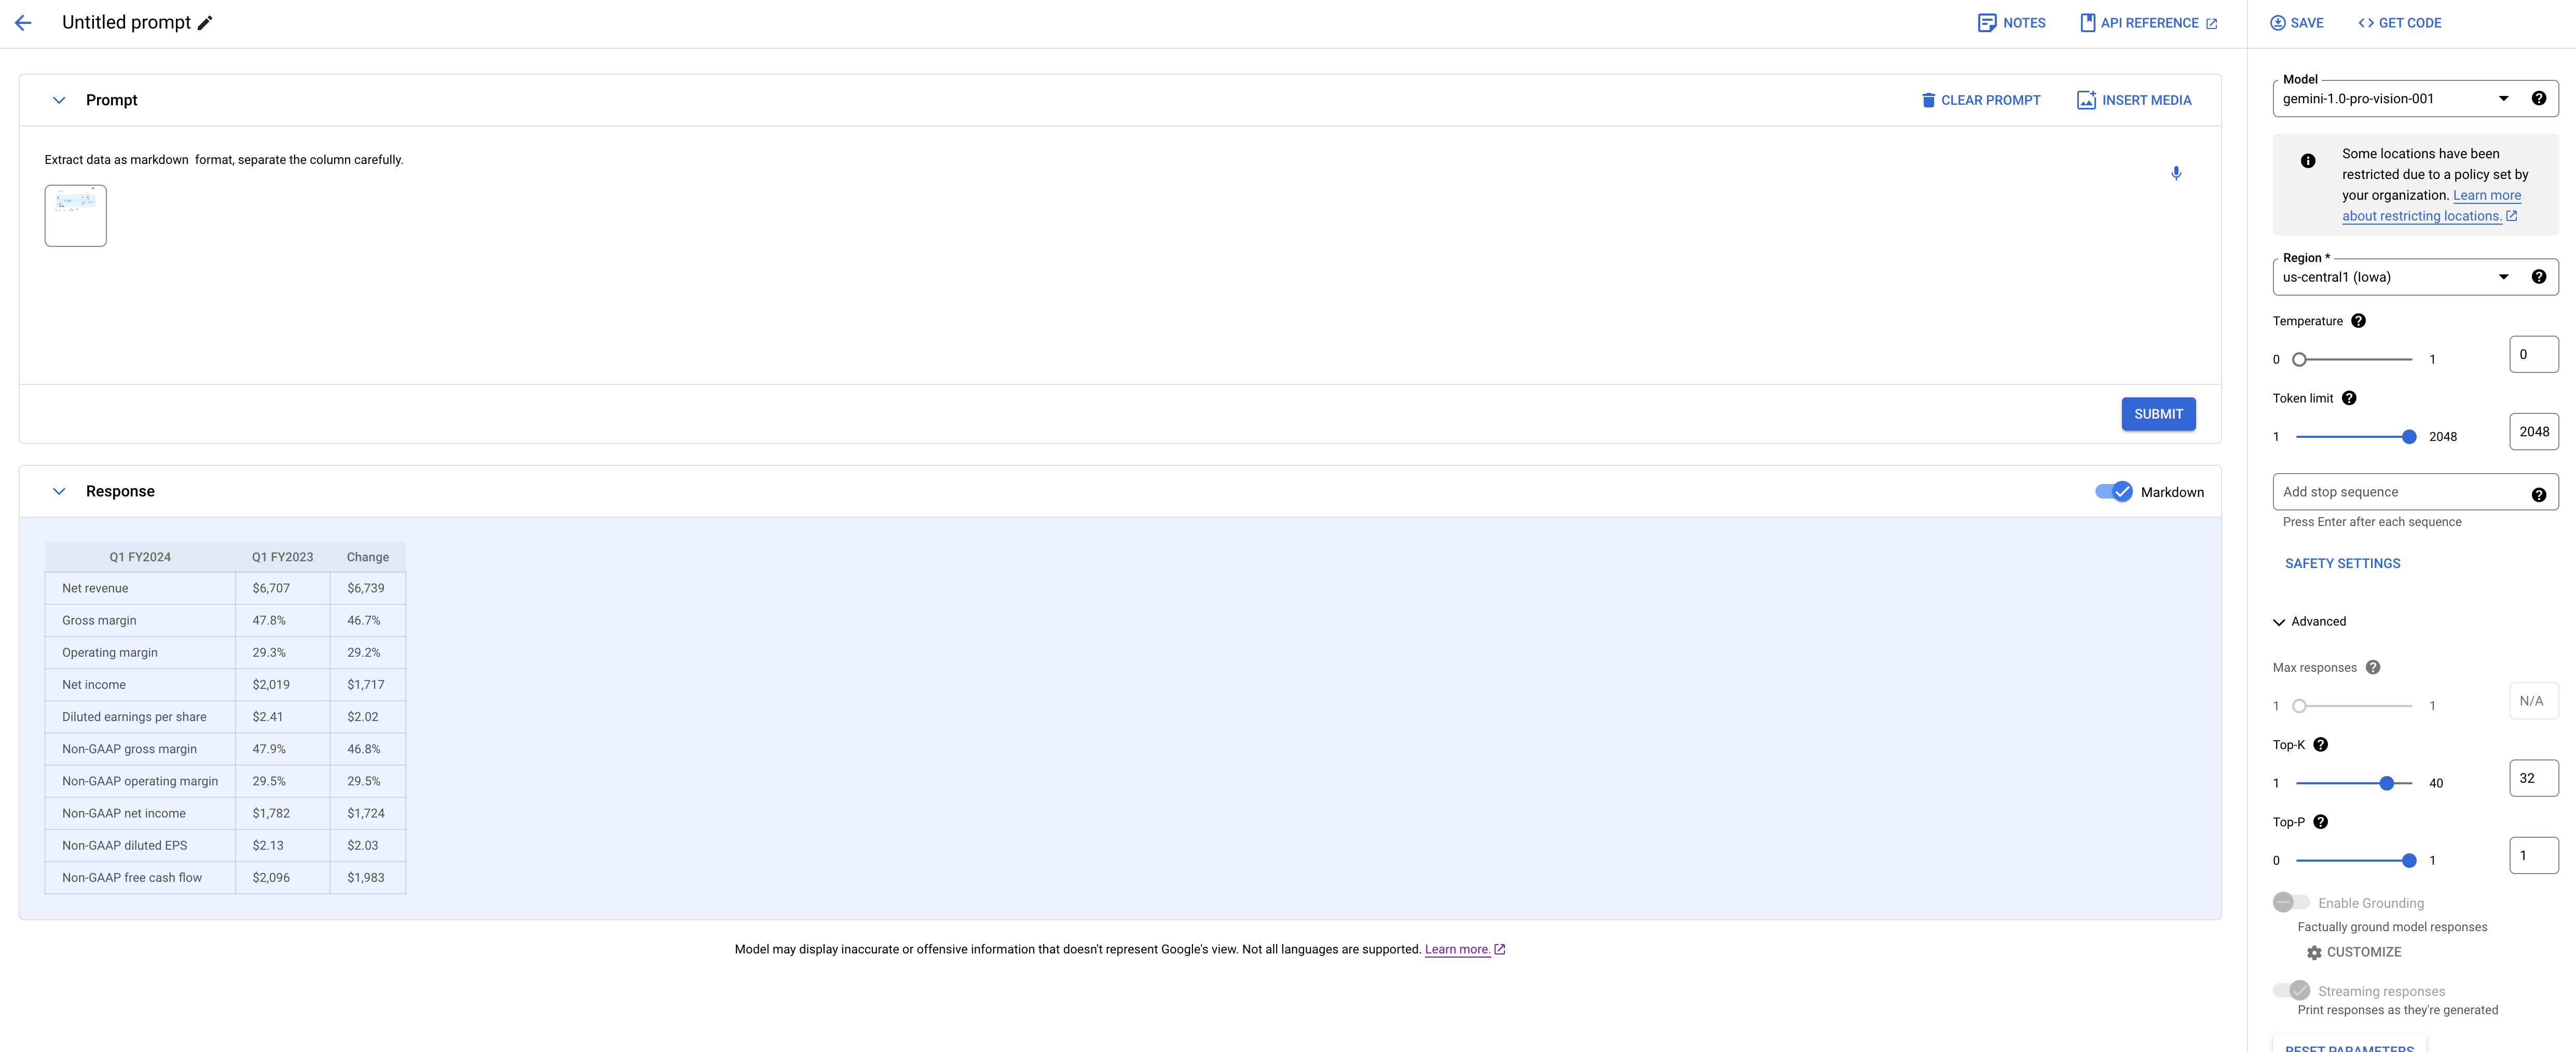 Untitled prompt
NOTES
API REFERENCE
SAVE
GET CODE
Prompt
CLEAR PROMPT
INSERT MEDIA
Extract data as markdown  format, separate the column carefully.
SUBMIT
Response
Markdown
Q1 FY2024 Q1 FY2023 Change
Net revenue $6,707 $6,739
Gross margin 47.8% 46.7%
Operating margin 29.3% 29.2%
Net income $2,019 $1,717
Diluted earnings per share $2.41 $2.02
Non-GAAP gross margin 47.9% 46.8%
Non-GAAP operating margin 29.5% 29.5%
Non-GAAP net income $1,782 $1,724
Non-GAAP diluted EPS $2.13 $2.03
Non-GAAP free cash flow $2,096 $1,983
Model may display inaccurate or offensive information that doesn't represent Google's view. Not all languages are supported. Learn more.
Model
gemini-1.0-pro-vision-001
Some locations have been
restricted due to a policy set by
your organization. Learn more
about restricting locations.
Region *
us-central1 (Iowa)
Temperature
0 1 0
Token limit
1 2048 2048
Add stop sequence
Press Enter after each sequence
SAFETY SETTINGS
Advanced
Max responses
1 1 N/A
Top-K
1 40 32
Top-P
0 1 1
Enable Grounding
Factually ground model responses
CUSTOMIZE
Streaming responses
Print responses as they're generated
RESET PARAMETERS